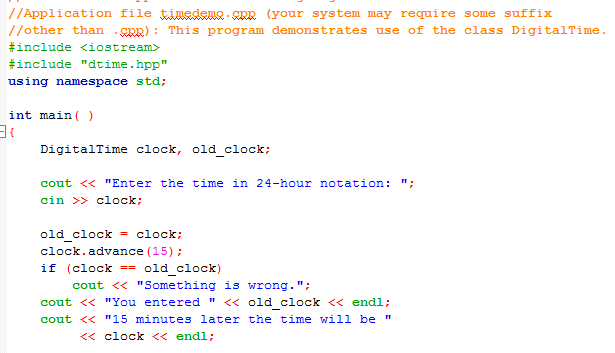 //Application file timedemo.cpp (your system may require some suffix
//other than .cpp): This program demonstrates use of the class DigitalTime.
#include <iostream>
#include "dtime.hpp"
using namespace std;
int main( )
{
DigitalTime clock, old_clock;
cout << "Enter the time in 24-hour notation: ";
cin >> clock;
old_clock = clock;
clock.advance(15);
if (clock == old_clock)
cout << "Something is wrong.";
cout << "You entered " << old_clock << endl;
cout << "15 minutes later the time will be "
<< clock << endl;